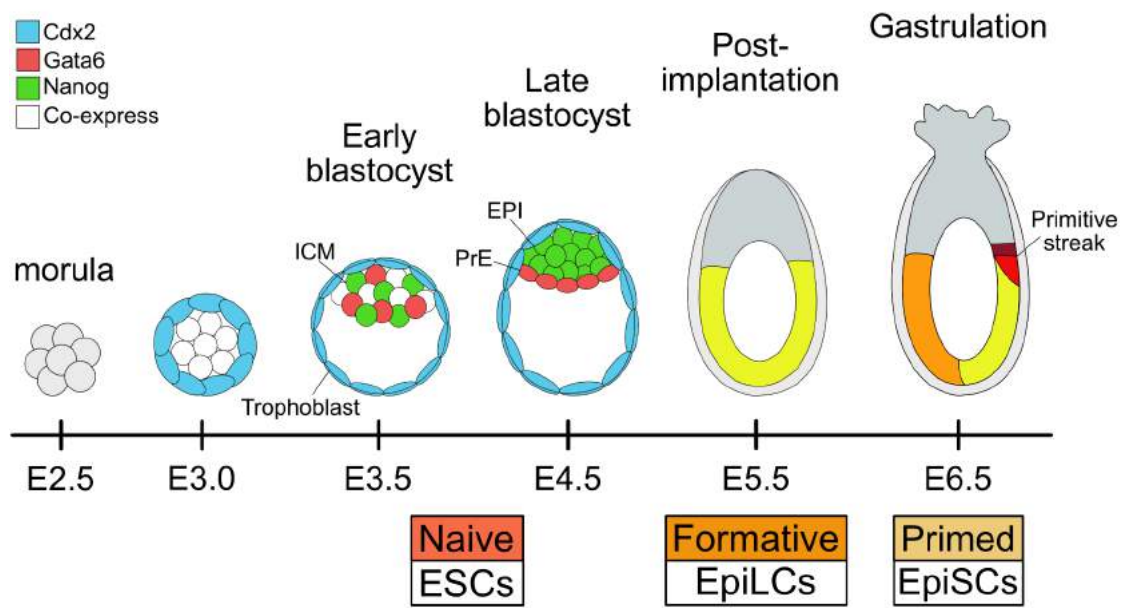 Cdx2
Gata6
Nanog
Co-express
morula
Early
blastocyst
Late
blastocyst
Post-
implantation
Gastrulation
ICM
Trophoblast
EPI
PrE
Primitive
streak
E2.5
E3.0
E3.5
E4.5
E5.5
E6.5
Naive
ESCs
Formative
EpiLCs
Primed
EpiSCs